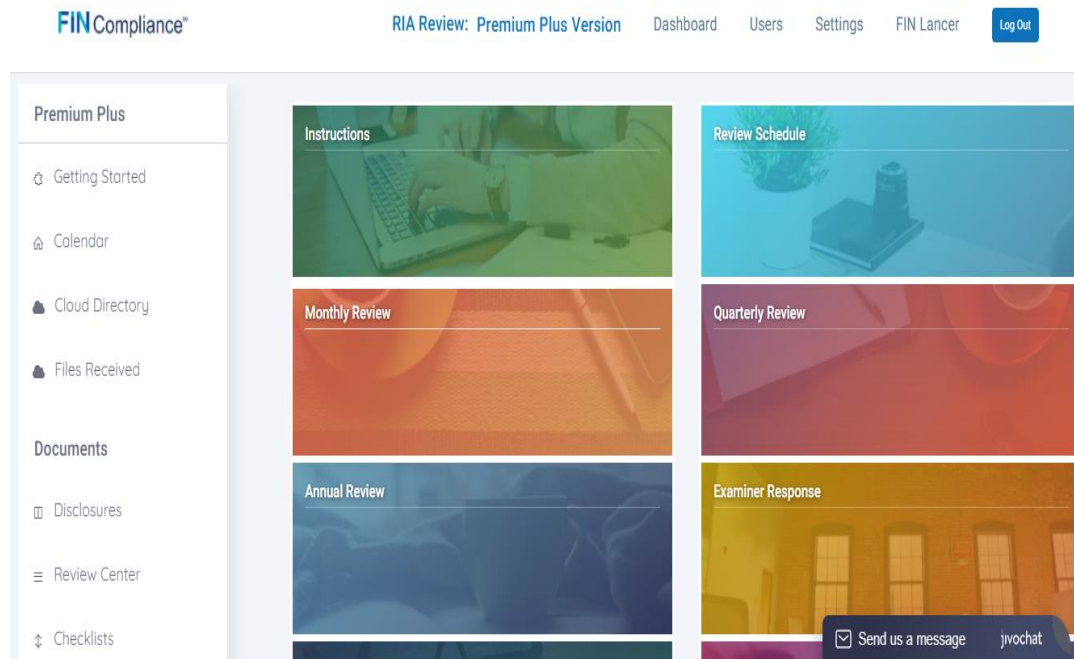 FIN Compliance™
RIA Review: Premium Plus Version
Dashboard
Users
Settings
FIN Lancer
Log Out
Premium Plus
Getting Started
Calendar
Cloud Directory
Files Received
Documents
Disclosures
Review Center
Checklists
Instructions
Review Schedule
Monthly Review
Quarterly Review
Annual Review
Examiner Response
Send us a message
jivochat